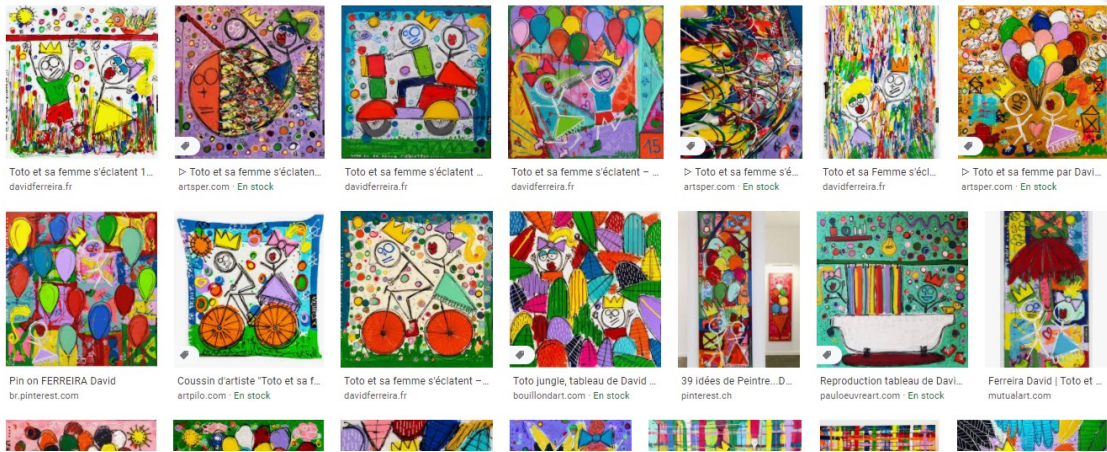 15
Toto et sa femme s'éclatent 1...
davidferreira.fr
▷ Toto et sa femme s'éclaten...
artsper.com · En stock
Toto et sa femme s'éclatent ...
davidferreira.fr
Toto et sa femme s'éclatent – ...
davidferreira.fr
▷ Toto et sa femme s'é...
artsper.com · En stock
Toto et sa Femme s'écl...
davidferreira.fr
▷ Toto et sa femme par Davi...
artsper.com · En stock
Pin on FERREIRA David
br.pinterest.com
Coussin d'artiste "Toto et sa f...
artpilo.com · En stock
Toto et sa femme s'éclatent –...
davidferreira.fr
Toto jungle, tableau de David ...
bouillondart.com · En stock
39 idées de Peintre...D...
pinterest.ch
Reproduction tableau de Davi...
pauloeuvreart.com · En stock
Ferreira David | Toto et ...
mutualart.com